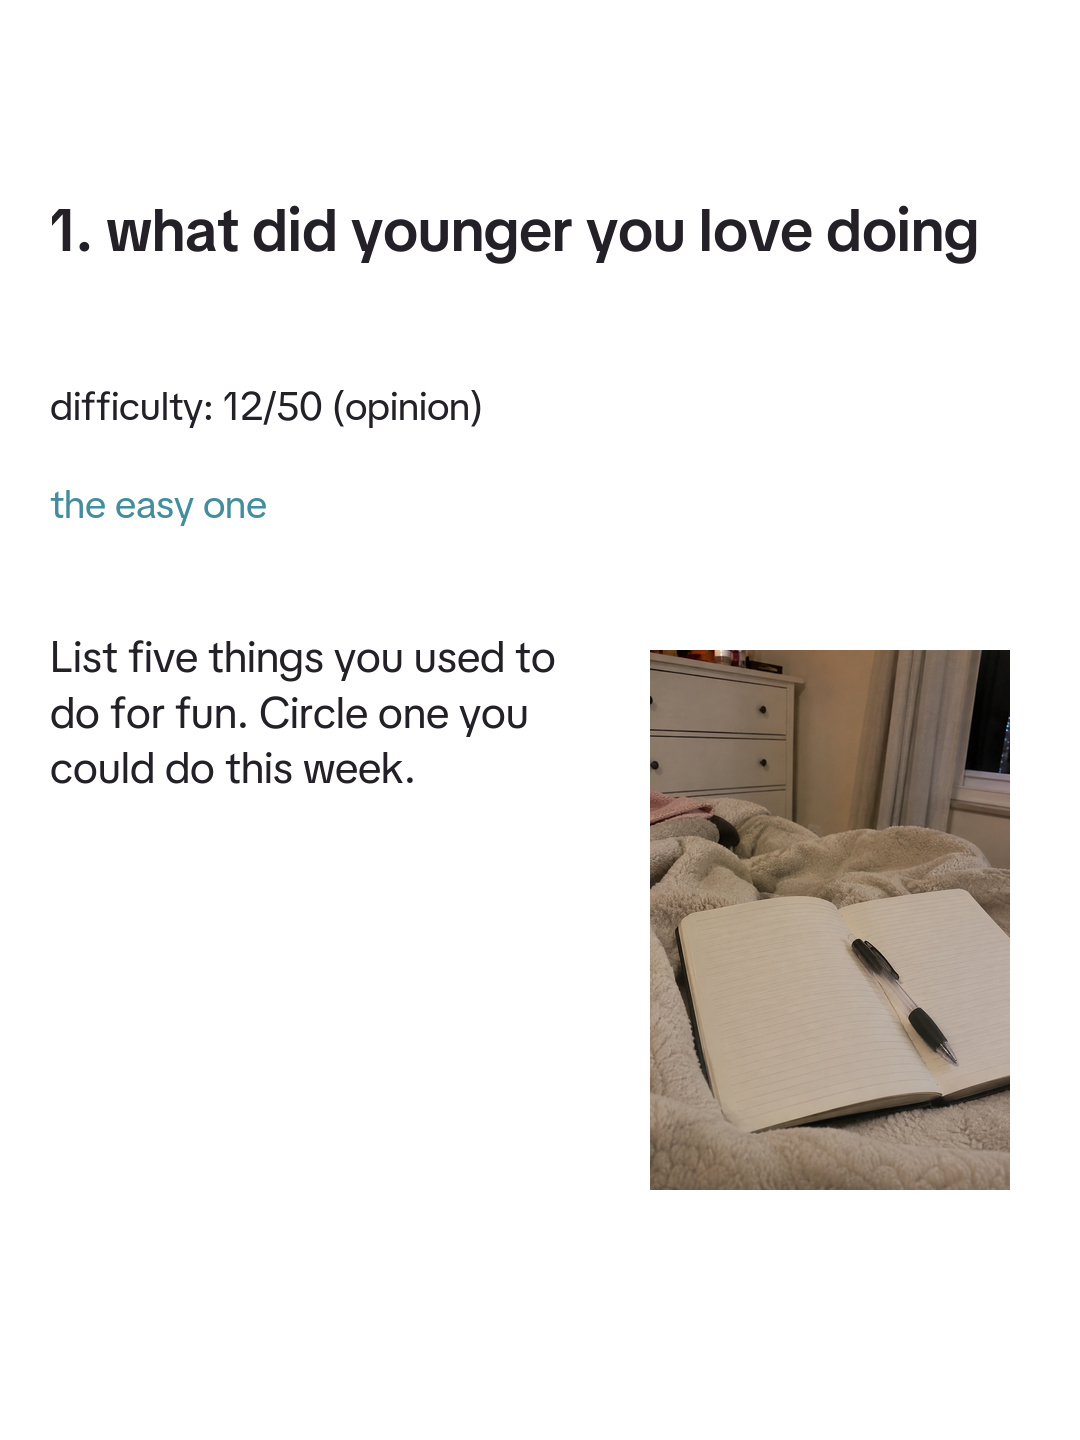 1. what did younger you love doing
difficulty: 12/50 (opinion)
the easy one
List five things you used to
do for fun. Circle one you
could do this week.